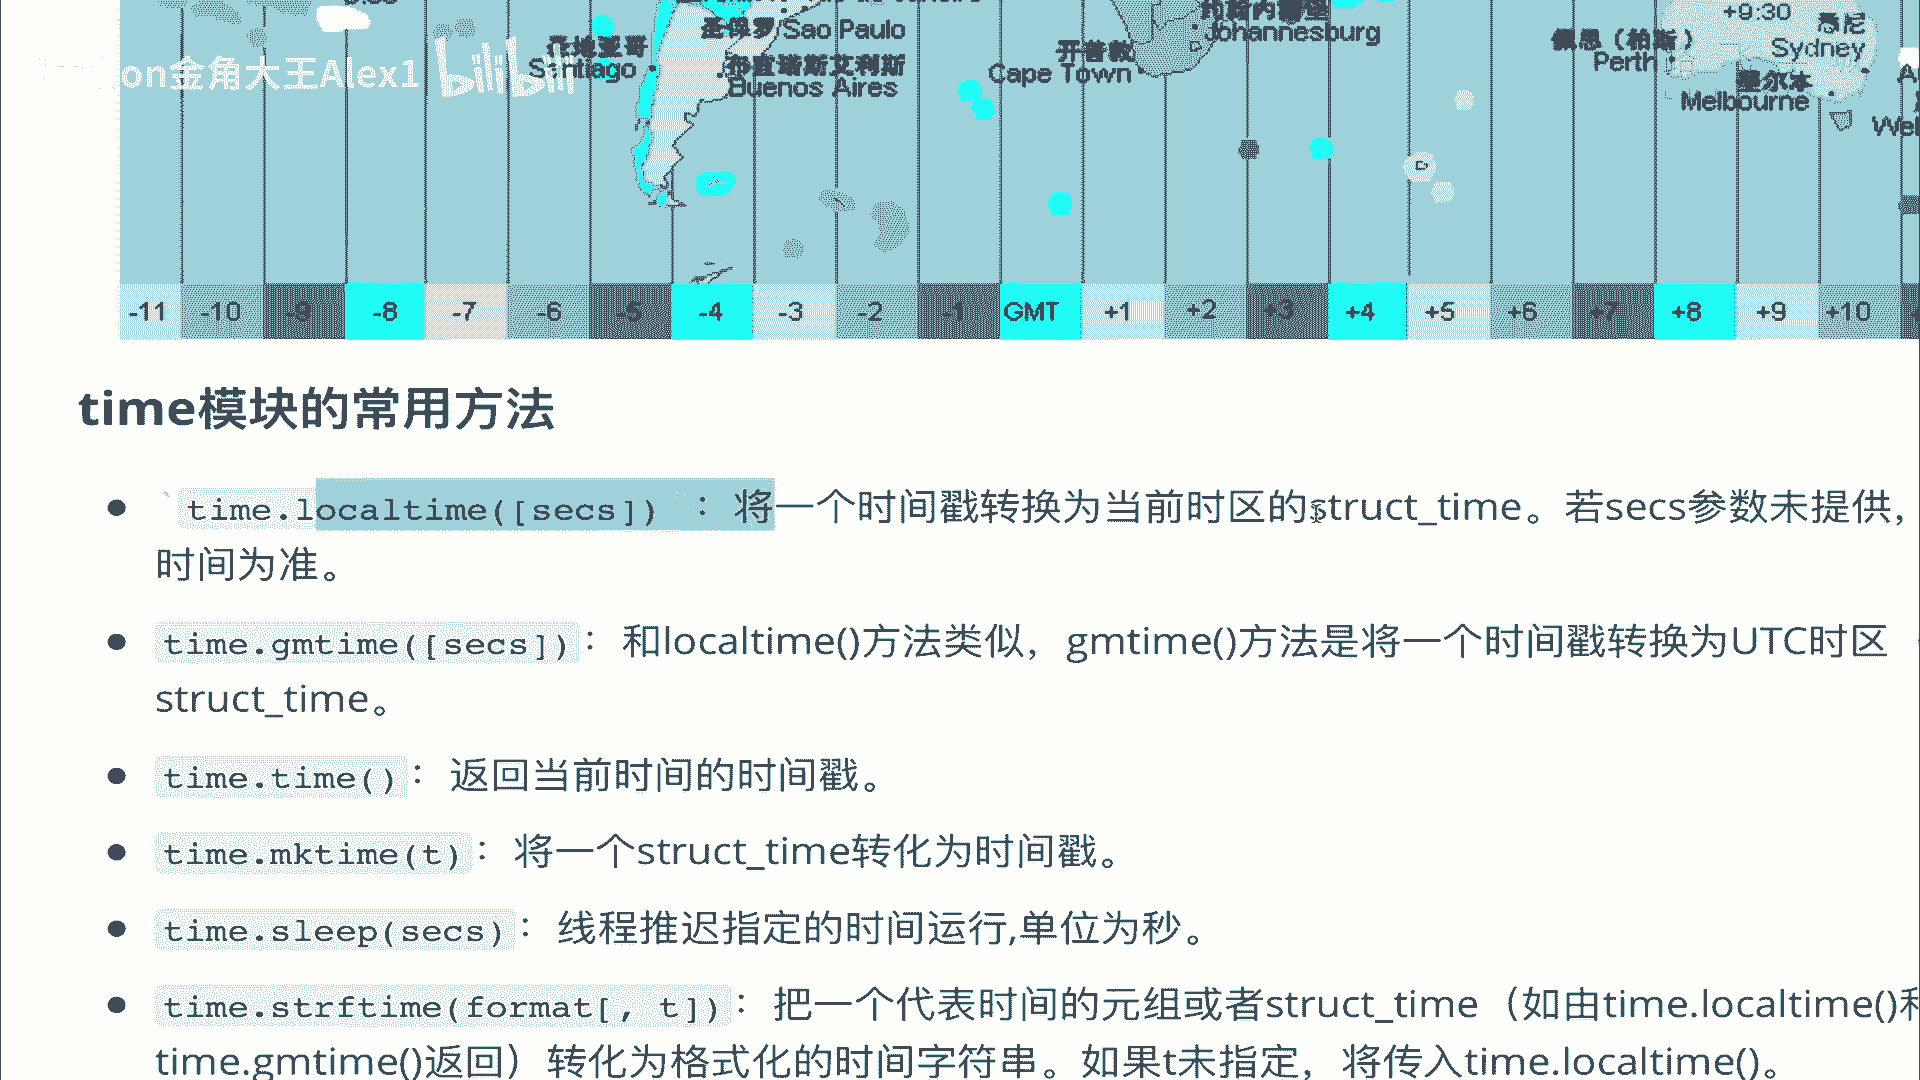 +9:30
悉尼
Sydney
圣保罗 Sao Paulo
圣地亚哥
Santiago
布宜诺斯艾利斯
Buenos Aires
开普敦
Cape Town
约翰内斯堡
Johannesburg
佩思（柏斯）
Perth
墨尔本
Melbourne
on金角大王Alex1 bilibili
-11 -10 -9 -8 -7 -6 -5 -4 -3 -2 -1 GMT +1 +2 +3 +4 +5 +6 +7 +8 +9 +10
time模块的常用方法
` time.localtime([secs]) ：将一个时间戳转换为当前时区的struct_time。若secs参数未提供，
时间为准。
time.gmtime([secs])：和localtime()方法类似，gmtime()方法是将一个时间戳转换为UTC时区
struct_time。
time.time()：返回当前时间的时间戳。
time.mktime(t)：将一个struct_time转化为时间戳。
time.sleep(secs)：线程推迟指定的时间运行,单位为秒。
time.strftime(format[, t])：把一个代表时间的元组或者struct_time（如由time.localtime()和
time.gmtime()返回）转化为格式化的时间字符串。如果t未指定，将传入time.localtime()。